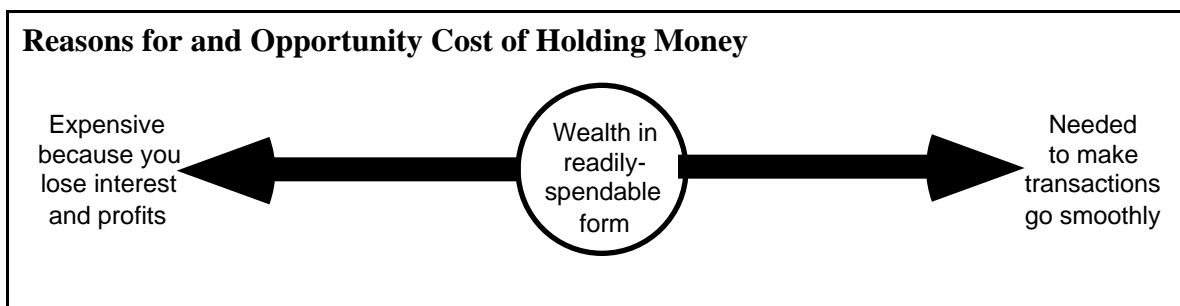 Reasons for and Opportunity Cost of Holding Money
Expensive
because you
lose interest
and profits
Wealth in
readily-
spendable
form
Needed
to make
transactions
go smoothly